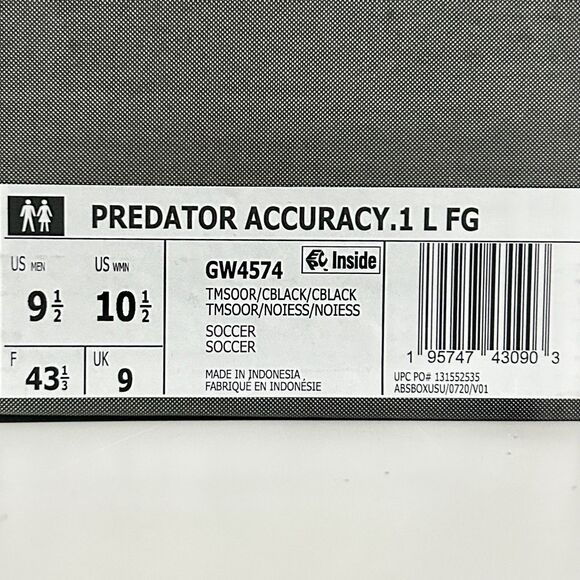 PREDATOR ACCURACY.1 L FG
US MEN
9 1/2
US WMN
10 1/2
F
43 1/3
UK
9
GW4574
Inside
TMSOOR/CBLACK/CBLACK
TMSOOR/NOIESS/NOIESS
SOCCER
SOCCER
MADE IN INDONESIA
FABRIQUÉ EN INDONÉSIE
1 95747 43090 3
UPC PO# 131552535
ABSBOXUSU/0720/V01